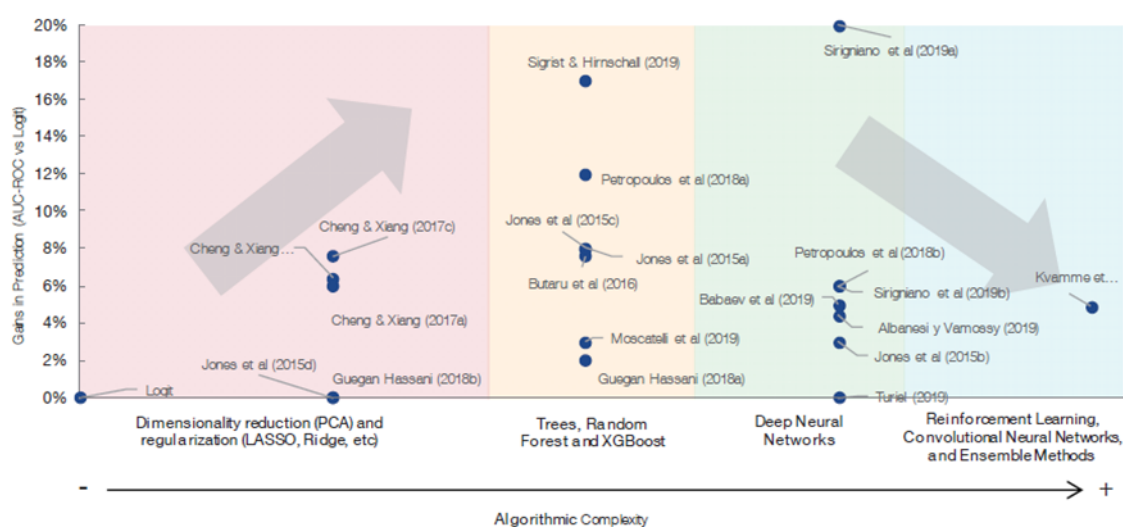 20%
18%
16%
14%
12%
10%
8%
6%
4%
2%
0%
Gains in Prediction (AUC-ROC vs Logit)
Sirigniano et al (2019a)
Sigrist & Hirnschall (2019)
Petropoulos et al (2018a)
Cheng & Xiang (2017c)
Jones et al (2015c)
Cheng & Xiang ...
Jones et al (2015a)
Petropoulos et al (2018b)
Kvamme et...
Butaru et al (2016)
Babaev et al (2019)
Sirigniano et al (2019b)
Cheng & Xiang (2017a)
Albanesi y Vamossy (2019)
Moscatelli et al (2019)
Jones et al (2015b)
Jones et al (2015d)
Guegan Hassani (2018b)
Guegan Hassani (2018a)
Logit
Turiel (2019)
Dimensionality reduction (PCA) and
regularization (LASSO, Ridge, etc)
Trees, Random
Forest and XGBoost
Deep Neural
Networks
Reinforcement Learning,
Convolutional Neural Networks,
and Ensemble Methods
- +
Algorithmic Complexity